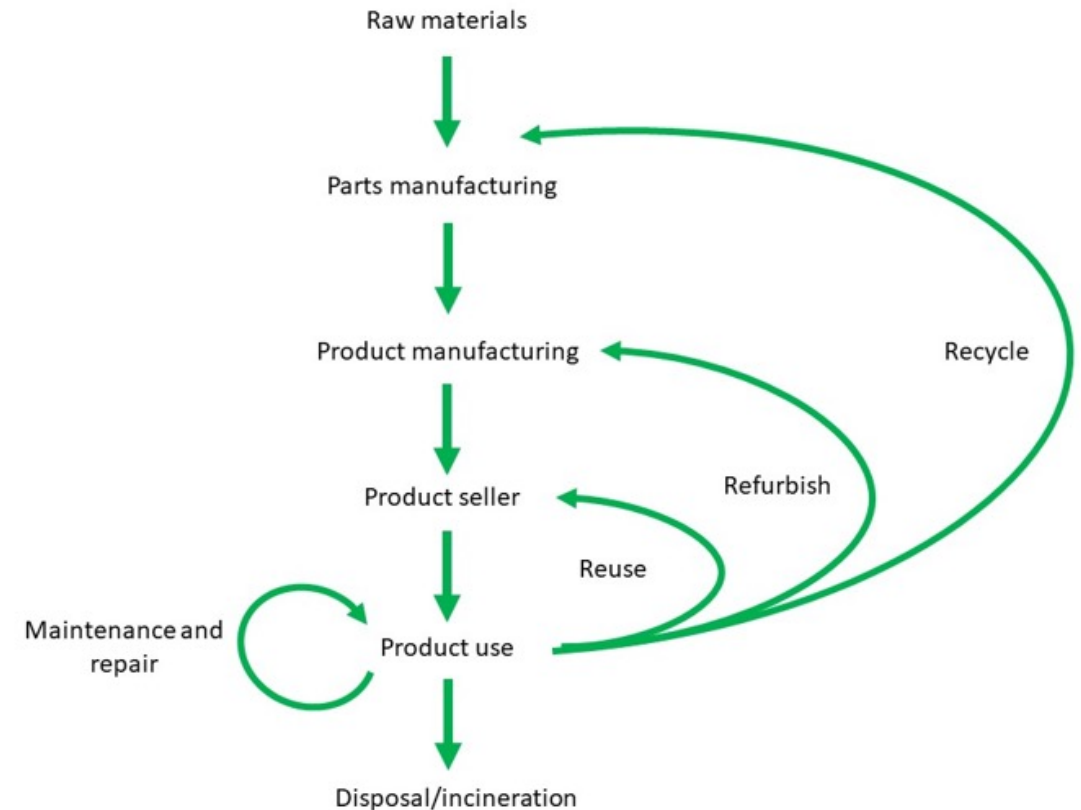 Raw materials
Parts manufacturing
Product manufacturing
Recycle
Refurbish
Product seller
Reuse
Maintenance and
repair
Product use
Disposal/incineration